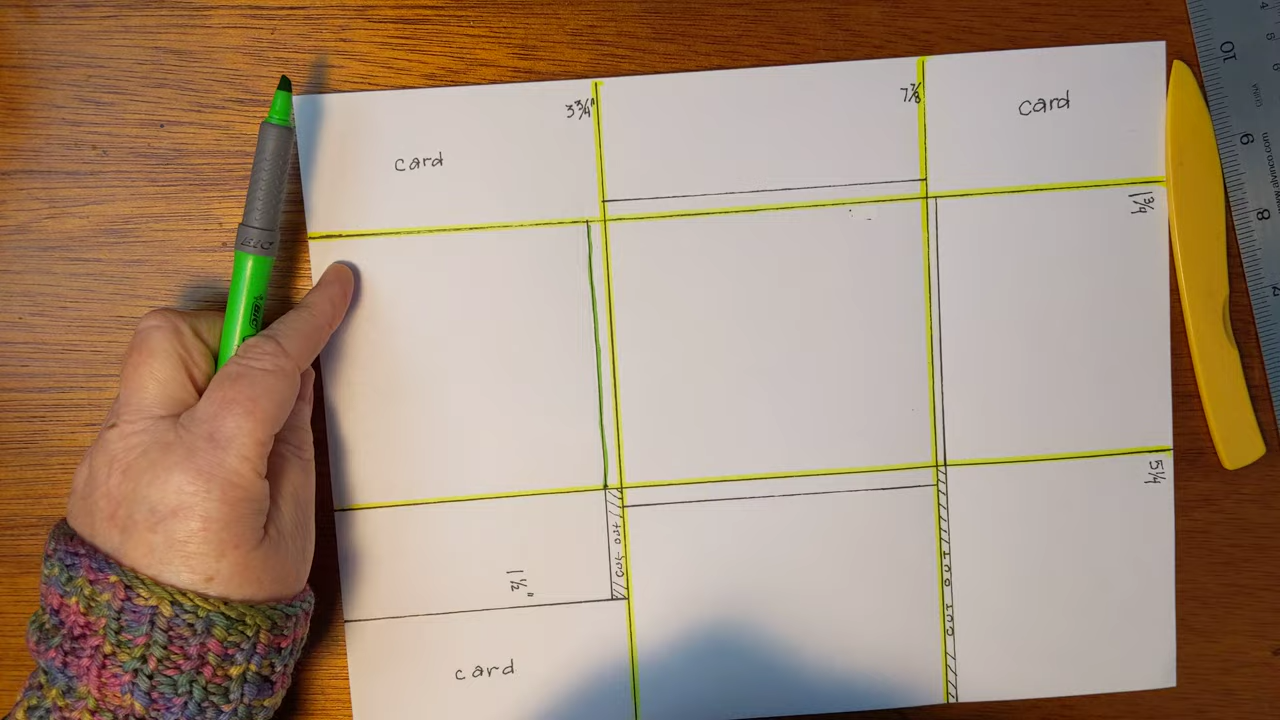 3¾"
7⅞
card
card
1¾
5¼
CUT OUT
CUT OUT
1½"
card
BIC
10
9
8